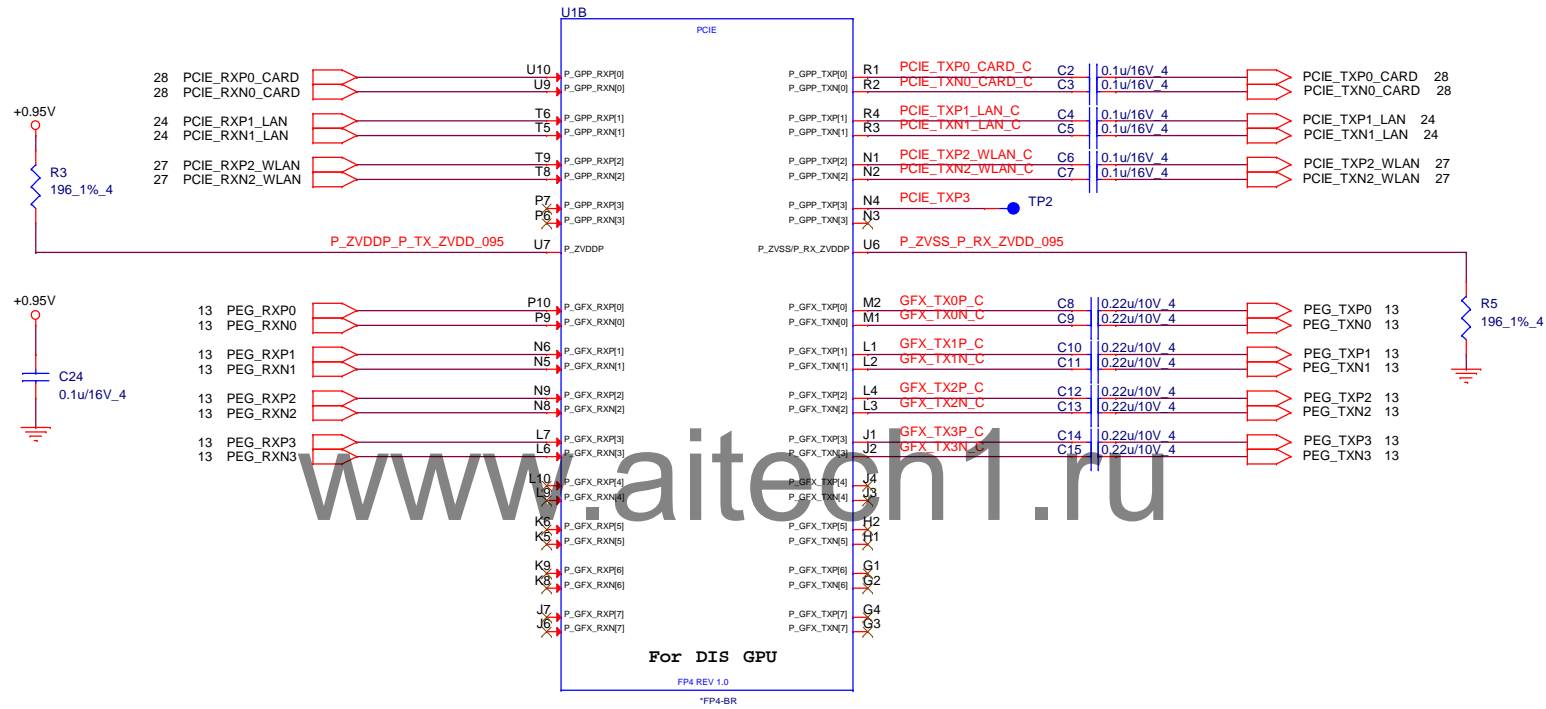 U1B
PCIE
28 PCIE_RXP0_CARD U10 P_GPP_RXP[0] P_GPP_TXP[0] R1 PCIE_TXP0_CARD_C C2 0.1u/16V_4 PCIE_TXP0_CARD 28
28 PCIE_RXN0_CARD U9 P_GPP_RXN[0] P_GPP_TXN[0] R2 PCIE_TXN0_CARD_C C3 0.1u/16V_4 PCIE_TXN0_CARD 28
+0.95V
24 PCIE_RXP1_LAN T6 P_GPP_RXP[1] P_GPP_TXP[1] R4 PCIE_TXP1_LAN_C C4 0.1u/16V_4 PCIE_TXP1_LAN 24
24 PCIE_RXN1_LAN T5 P_GPP_RXN[1] P_GPP_TXN[1] R3 PCIE_TXN1_LAN_C C5 0.1u/16V_4 PCIE_TXN1_LAN 24
27 PCIE_RXP2_WLAN T9 P_GPP_RXP[2] P_GPP_TXP[2] N1 PCIE_TXP2_WLAN_C C6 0.1u/16V_4 PCIE_TXP2_WLAN 27
R3
27 PCIE_RXN2_WLAN T8 P_GPP_RXN[2] P_GPP_TXN[2] N2 PCIE_TXN2_WLAN_C C7 0.1u/16V_4 PCIE_TXN2_WLAN 27
196_1%_4
P7 P_GPP_RXP[3] P_GPP_TXP[3] N4 PCIE_TXP3 TP2
P6 P_GPP_RXN[3] P_GPP_TXN[3] N3
P_ZVDDP_P_TX_ZVDD_095 U7 P_ZVDDP P_ZVSS/P_RX_ZVDDP U6 P_ZVSS_P_RX_ZVDD_095
+0.95V
13 PEG_RXP0 P10 P_GFX_RXP[0] P_GFX_TXP[0] M2 GFX_TX0P_C C8 0.22u/10V_4 PEG_TXP0 13
R5
13 PEG_RXN0 P9 P_GFX_RXN[0] P_GFX_TXN[0] M1 GFX_TX0N_C C9 0.22u/10V_4 PEG_TXN0 13
196_1%_4
13 PEG_RXP1 N6 P_GFX_RXP[1] P_GFX_TXP[1] L1 GFX_TX1P_C C10 0.22u/10V_4 PEG_TXP1 13
13 PEG_RXN1 N5 P_GFX_RXN[1] P_GFX_TXN[1] L2 GFX_TX1N_C C11 0.22u/10V_4 PEG_TXN1 13
C24
0.1u/16V_4
13 PEG_RXP2 N9 P_GFX_RXP[2] P_GFX_TXP[2] L4 GFX_TX2P_C C12 0.22u/10V_4 PEG_TXP2 13
13 PEG_RXN2 N8 P_GFX_RXN[2] P_GFX_TXN[2] L3 GFX_TX2N_C C13 0.22u/10V_4 PEG_TXN2 13
13 PEG_RXP3 L7 P_GFX_RXP[3] P_GFX_TXP[3] J1 GFX_TX3P_C C14 0.22u/10V_4 PEG_TXP3 13
13 PEG_RXN3 L6 P_GFX_RXN[3] P_GFX_TXN[3] J2 GFX_TX3N_C C15 0.22u/10V_4 PEG_TXN3 13
www.aitech1.ru
L10 P_GFX_RXP[4] P_GFX_TXP[4] J4
L9 P_GFX_RXN[4] P_GFX_TXN[4] J3
K6 P_GFX_RXP[5] P_GFX_TXP[5] H2
K5 P_GFX_RXN[5] P_GFX_TXN[5] H1
K9 P_GFX_RXP[6] P_GFX_TXP[6] G1
K8 P_GFX_RXN[6] P_GFX_TXN[6] G2
J7 P_GFX_RXP[7] P_GFX_TXP[7] G4
J6 P_GFX_RXN[7] P_GFX_TXN[7] G3
For DIS GPU
FP4 REV 1.0
*FP4-BR